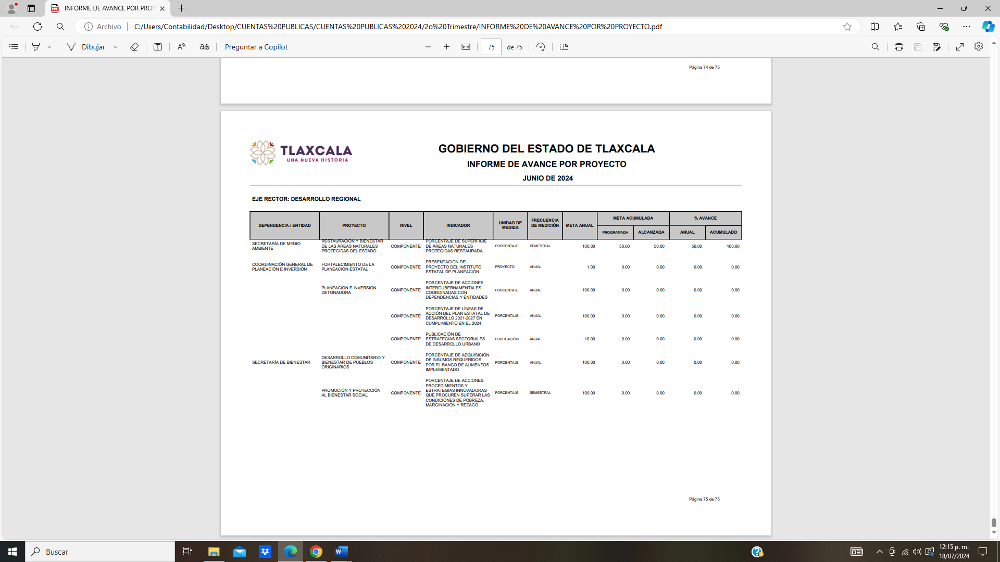 INFORME DE AVANCE POR PROY
Archivo
C:/Users/Contabilidad/Desktop/CUENTAS%20PUBLICAS/CUENTAS%20PUBLICAS%202024/2o%20Trimestre/INFORME%20DE%20AVANCE%20POR%20PROYECTO.pdf
Dibujar
Preguntar a Copilot
75 de 75
Página 74 de 75
TLAXCALA
UNA NUEVA HISTORIA
GOBIERNO DEL ESTADO DE TLAXCALA
INFORME DE AVANCE POR PROYECTO
JUNIO DE 2024
EJE RECTOR: DESARROLLO REGIONAL
DEPENDENCIA / ENTIDAD PROYECTO NIVEL INDICADOR UNIDAD DE MEDIDA FRECUENCIA DE MEDICIÓN META ANUAL META ACUMULADA % AVANCE
PROGRAMADA ALCANZADA ANUAL ACUMULADO
SECRETARÍA DE MEDIO AMBIENTE RESTAURACIÓN Y BIENESTAR DE LAS ÁREAS NATURALES PROTEGIDAS DEL ESTADO COMPONENTE PORCENTAJE DE SUPERFICIE DE ÁREAS NATURALES PROTEGIDAS RESTAURADA PORCENTAJE SEMESTRAL 100.00 50.00 50.00 50.00 100.00
COORDINACIÓN GENERAL DE PLANEACIÓN E INVERSIÓN FORTALECIMIENTO DE LA PLANEACION ESTATAL COMPONENTE PRESENTACIÓN DEL PROYECTO DEL INSTITUTO ESTATAL DE PLANEACIÓN PROYECTO ANUAL 1.00 0.00 0.00 0.00 0.00
PLANEACION E INVERSION DETONADORA COMPONENTE PORCENTAJE DE ACCIONES INTERGUBERNAMENTALES COORDINADAS CON DEPENDENCIAS Y ENTIDADES PORCENTAJE ANUAL 100.00 0.00 0.00 0.00 0.00
COMPONENTE PORCENTAJE DE LÍNEAS DE ACCIÓN DEL PLAN ESTATAL DE DESARROLLO 2021-2027 EN CUMPLIMIENTO EN EL 2024 PORCENTAJE ANUAL 100.00 0.00 0.00 0.00 0.00
COMPONENTE PUBLICACIÓN DE ESTRATEGIAS SECTORIALES DE DESARROLLO URBANO PUBLICACIÓN ANUAL 10.00 0.00 0.00 0.00 0.00
SECRETARÍA DE BIENESTAR DESARROLLO COMUNITARIO Y BIENESTAR DE PUEBLOS ORIGINARIOS COMPONENTE PORCENTAJE DE ADQUISICIÓN DE INSUMOS REQUERIDOS POR EL BANCO DE ALIMENTOS IMPLEMENTADO PORCENTAJE ANUAL 100.00 0.00 0.00 0.00 0.00
PROMOCIÓN Y PROTECCIÓN AL BIENESTAR SOCIAL COMPONENTE PORCENTAJE DE ACCIONES, PROCEDIMIENTOS Y ESTRATEGIAS INNOVADORAS QUE PROCUREN SUPERAR LAS CONDICIONES DE POBREZA, MARGINACIÓN Y REZAGO PORCENTAJE SEMESTRAL 100.00 0.00 0.00 0.00 0.00
Página 75 de 75
Buscar
12:15 p. m.
18/07/2024